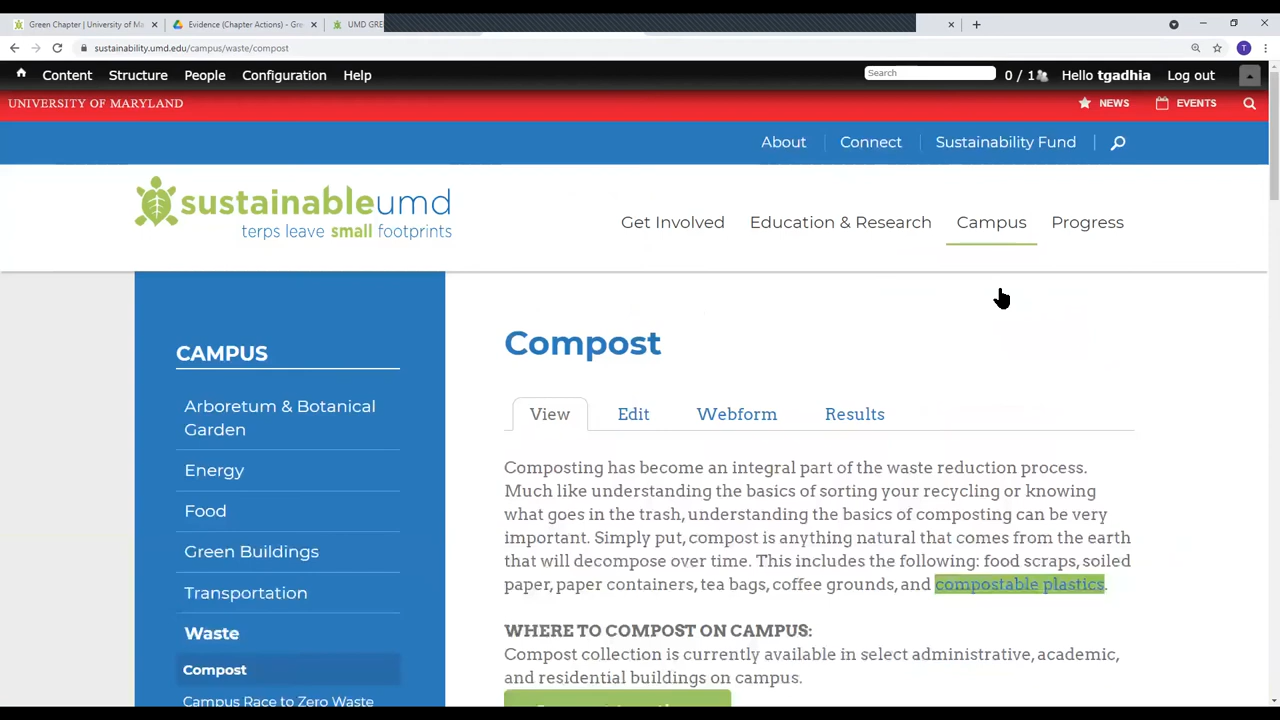 Green Chapter | University of Ma
Evidence (Chapter Actions) - Gre
UMD GRE
sustainability.umd.edu/campus/waste/compost
Content Structure People Configuration Help Search 0 / 1 Hello tgadhia Log out
UNIVERSITY OF MARYLAND NEWS EVENTS
About Connect Sustainability Fund
sustainableumd
terps leave small footprints
Get Involved Education & Research Campus Progress
CAMPUS
Arboretum & Botanical
Garden
Energy
Food
Green Buildings
Transportation
Waste
Compost
Campus Race to Zero Waste
Compost
View Edit Webform Results
Composting has become an integral part of the waste reduction process.
Much like understanding the basics of sorting your recycling or knowing
what goes in the trash, understanding the basics of composting can be very
important. Simply put, compost is anything natural that comes from the earth
that will decompose over time. This includes the following: food scraps, soiled
paper, paper containers, tea bags, coffee grounds, and compostable plastics.
WHERE TO COMPOST ON CAMPUS:
Compost collection is currently available in select administrative, academic,
and residential buildings on campus.